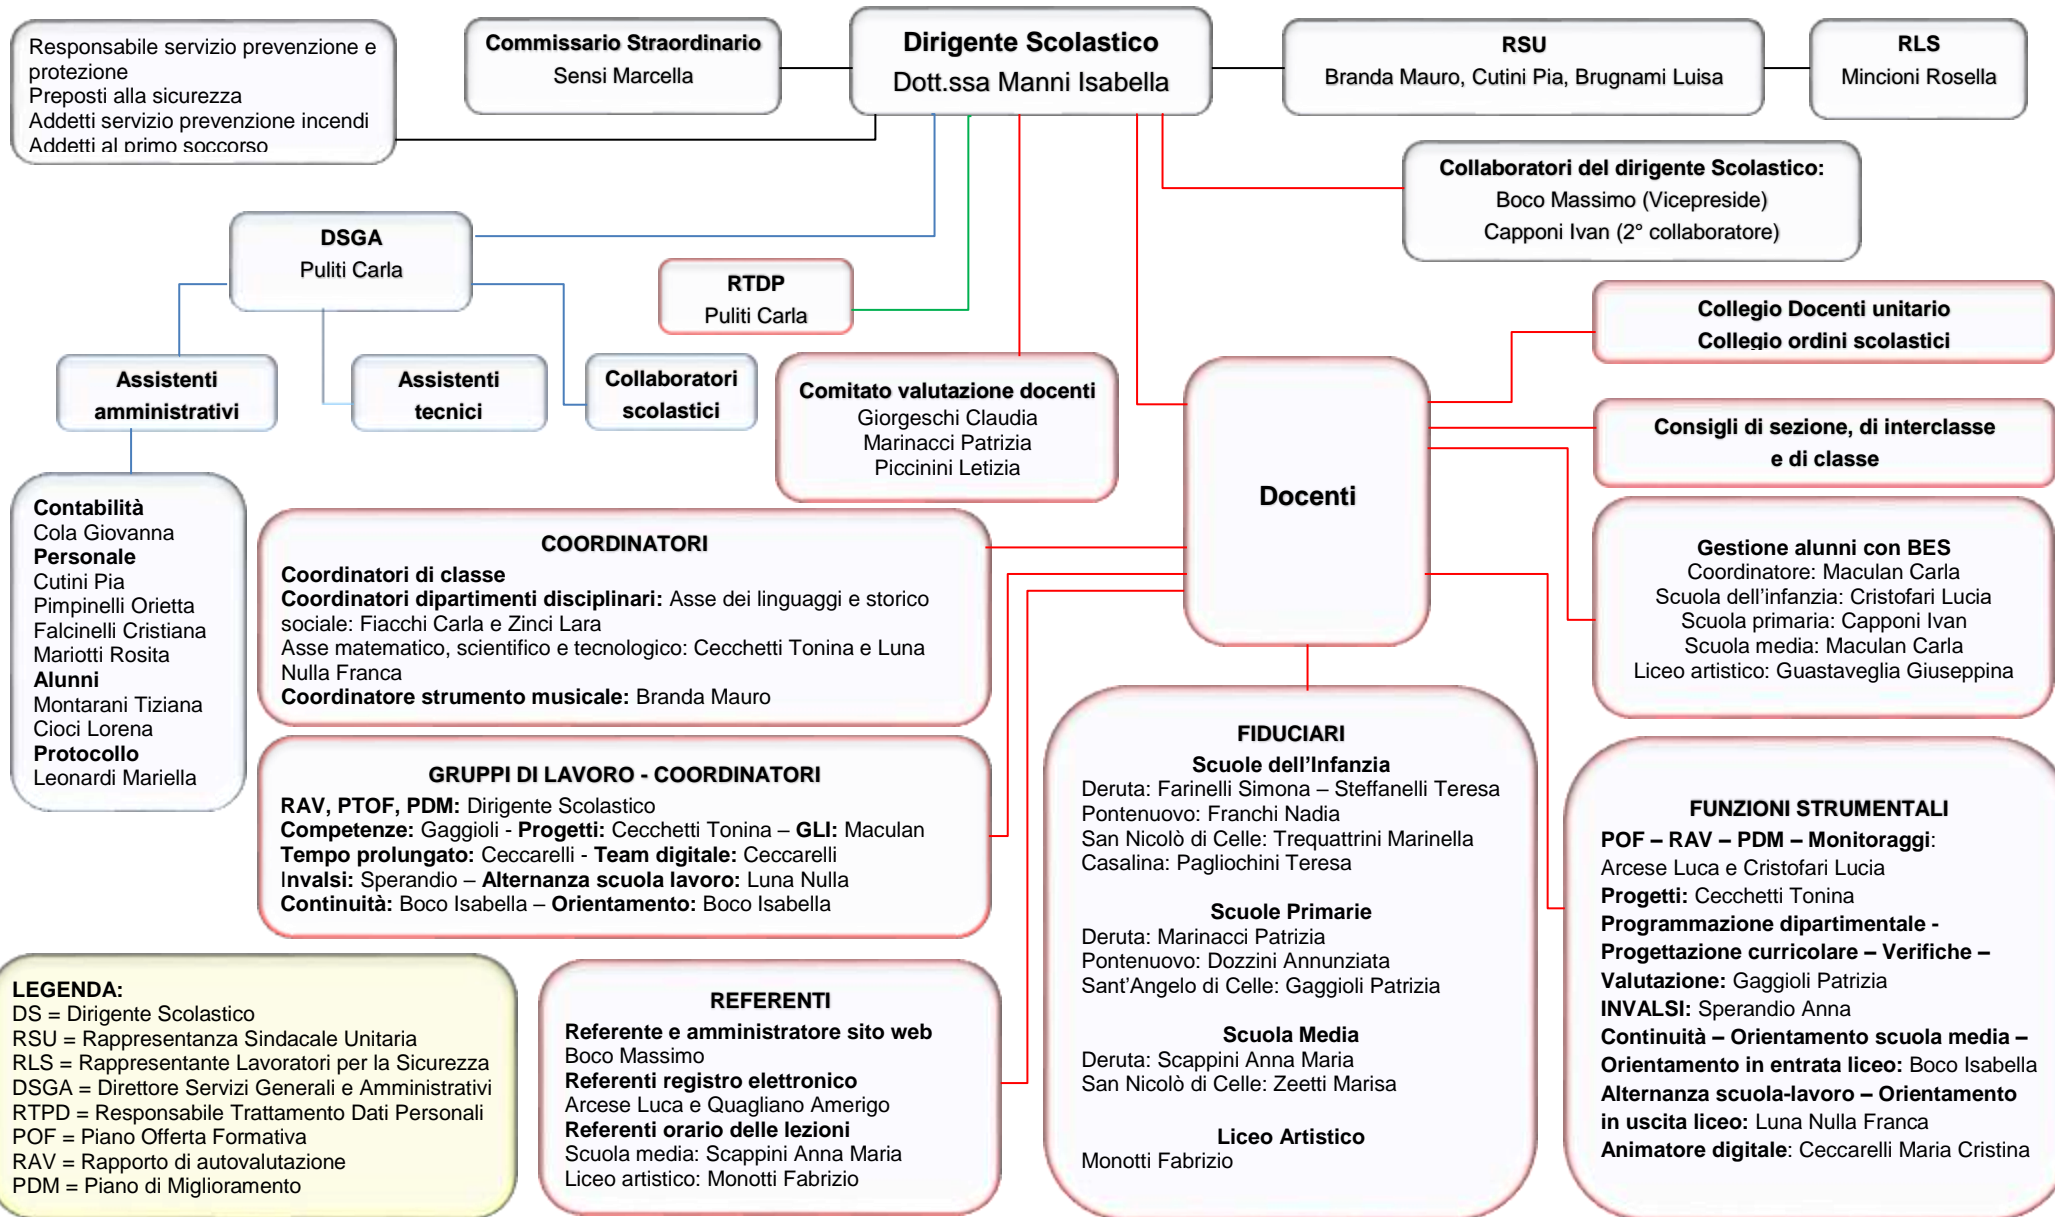 Responsabile servizio prevenzione e
protezione
Preposti alla sicurezza
Addetti servizio prevenzione incendi
Addetti al primo soccorso
Commissario Straordinario
Sensi Marcella
Dirigente Scolastico
Dott.ssa Manni Isabella
RSU
Branda Mauro, Cutini Pia, Brugnami Luisa
RLS
Mincioni Rosella
Collaboratori del dirigente Scolastico:
Boco Massimo (Vicepreside)
Capponi Ivan (2° collaboratore)
DSGA
Puliti Carla
RTDP
Puliti Carla
Assistenti
amministrativi
Assistenti
tecnici
Collaboratori
scolastici
Comitato valutazione docenti
Giorgeschi Claudia
Marinacci Patrizia
Piccinini Letizia
Docenti
Collegio Docenti unitario
Collegio ordini scolastici
Consigli di sezione, di interclasse
e di classe
Gestione alunni con BES
Coordinatore: Maculan Carla
Scuola dell'infanzia: Cristofari Lucia
Scuola primaria: Capponi Ivan
Scuola media: Maculan Carla
Liceo artistico: Guastaveglia Giuseppina
Contabilità
Cola Giovanna
Personale
Cutini Pia
Pimpinelli Orietta
Falcinelli Cristiana
Mariotti Rosita
Alunni
Montarani Tiziana
Cioci Lorena
Protocollo
Leonardi Mariella
COORDINATORI
Coordinatori di classe
Coordinatori dipartimenti disciplinari: Asse dei linguaggi e storico
sociale: Fiacchi Carla e Zinci Lara
Asse matematico, scientifico e tecnologico: Cecchetti Tonina e Luna
Nulla Franca
Coordinatore strumento musicale: Branda Mauro
GRUPPI DI LAVORO - COORDINATORI
RAV, PTOF, PDM: Dirigente Scolastico
Competenze: Gaggioli - Progetti: Cecchetti Tonina – GLI: Maculan
Tempo prolungato: Ceccarelli - Team digitale: Ceccarelli
Invalsi: Sperandio – Alternanza scuola lavoro: Luna Nulla
Continuità: Boco Isabella – Orientamento: Boco Isabella
FIDUCIARI
Scuole dell'Infanzia
Deruta: Farinelli Simona – Steffanelli Teresa
Pontenuovo: Franchi Nadia
San Nicolò di Celle: Trequattrini Marinella
Casalina: Pagliochini Teresa
Scuole Primarie
Deruta: Marinacci Patrizia
Pontenuovo: Dozzini Annunziata
Sant'Angelo di Celle: Gaggioli Patrizia
Scuola Media
Deruta: Scappini Anna Maria
San Nicolò di Celle: Zeetti Marisa
Liceo Artistico
Monotti Fabrizio
FUNZIONI STRUMENTALI
POF – RAV – PDM – Monitoraggi:
Arcese Luca e Cristofari Lucia
Progetti: Cecchetti Tonina
Programmazione dipartimentale -
Progettazione curricolare – Verifiche –
Valutazione: Gaggioli Patrizia
INVALSI: Sperandio Anna
Continuità – Orientamento scuola media –
Orientamento in entrata liceo: Boco Isabella
Alternanza scuola-lavoro – Orientamento
in uscita liceo: Luna Nulla Franca
Animatore digitale: Ceccarelli Maria Cristina
LEGENDA:
DS = Dirigente Scolastico
RSU = Rappresentanza Sindacale Unitaria
RLS = Rappresentante Lavoratori per la Sicurezza
DSGA = Direttore Servizi Generali e Amministrativi
RTPD = Responsabile Trattamento Dati Personali
POF = Piano Offerta Formativa
RAV = Rapporto di autovalutazione
PDM = Piano di Miglioramento
REFERENTI
Referente e amministratore sito web
Boco Massimo
Referenti registro elettronico
Arcese Luca e Quagliano Amerigo
Referenti orario delle lezioni
Scuola media: Scappini Anna Maria
Liceo artistico: Monotti Fabrizio